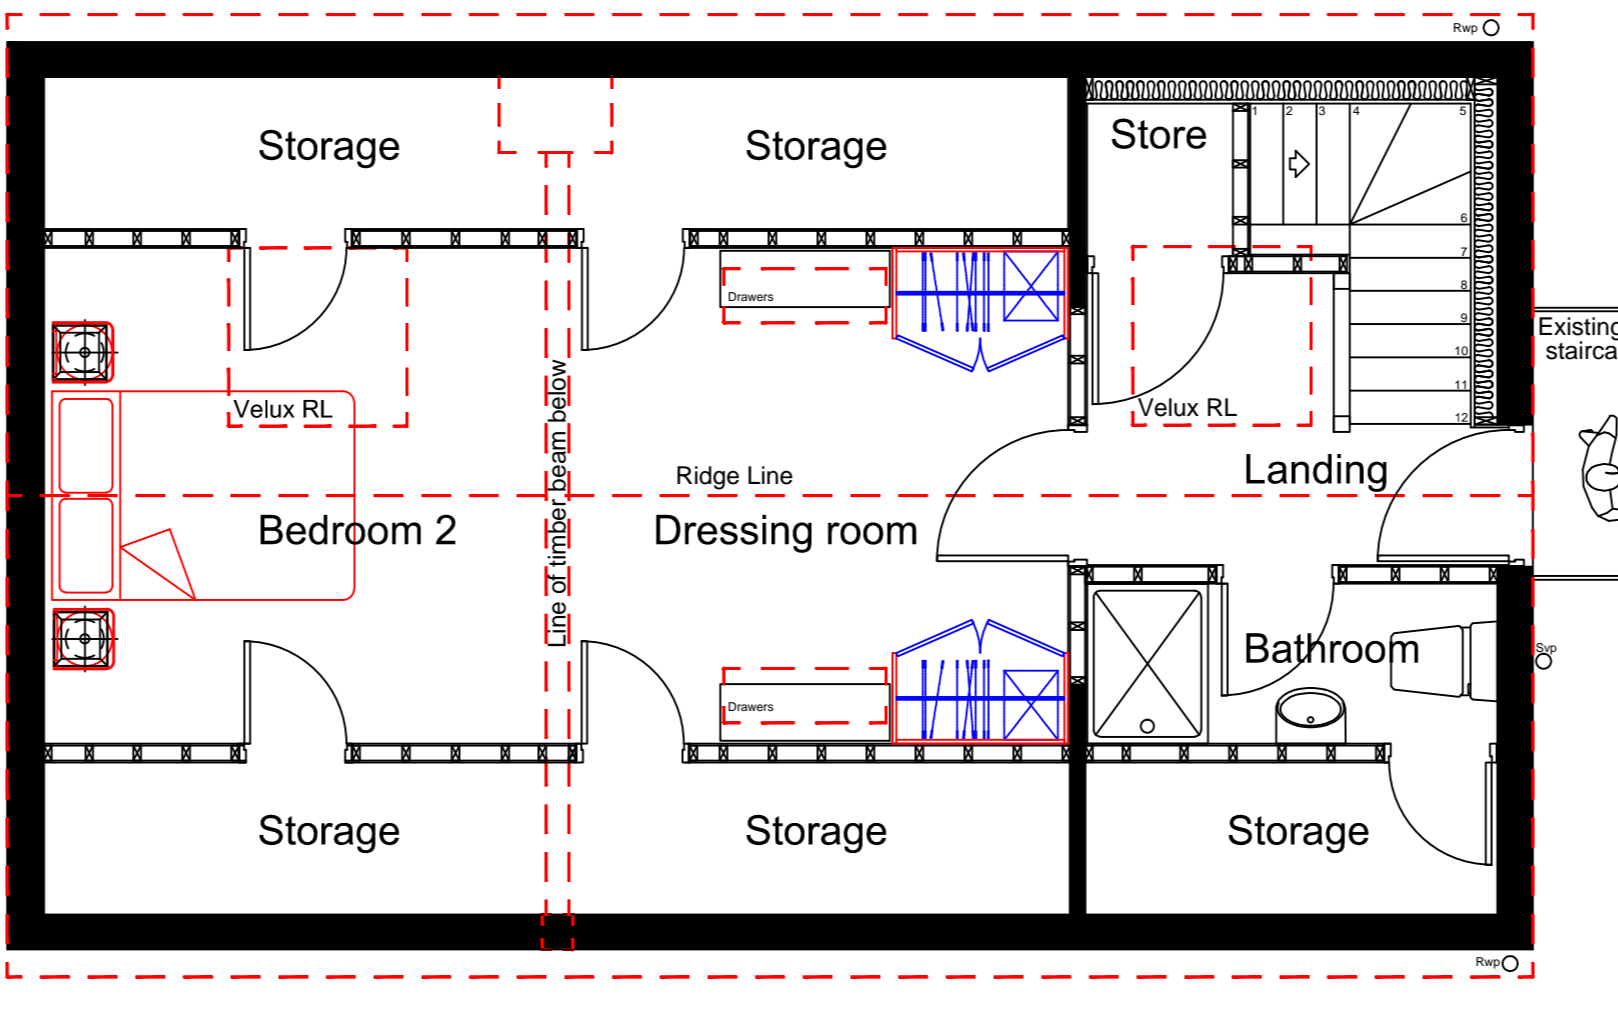 Rwp
Storage
Storage
Store
1
2
3
4
5
6
7
8
9
10
11
12
Drawers
Velux RL
Velux RL
Existing
stairca
Line of timber beam below
Ridge Line
Landing
Bedroom 2
Dressing room
Bathroom
Svp
Drawers
Storage
Storage
Storage
Rwp